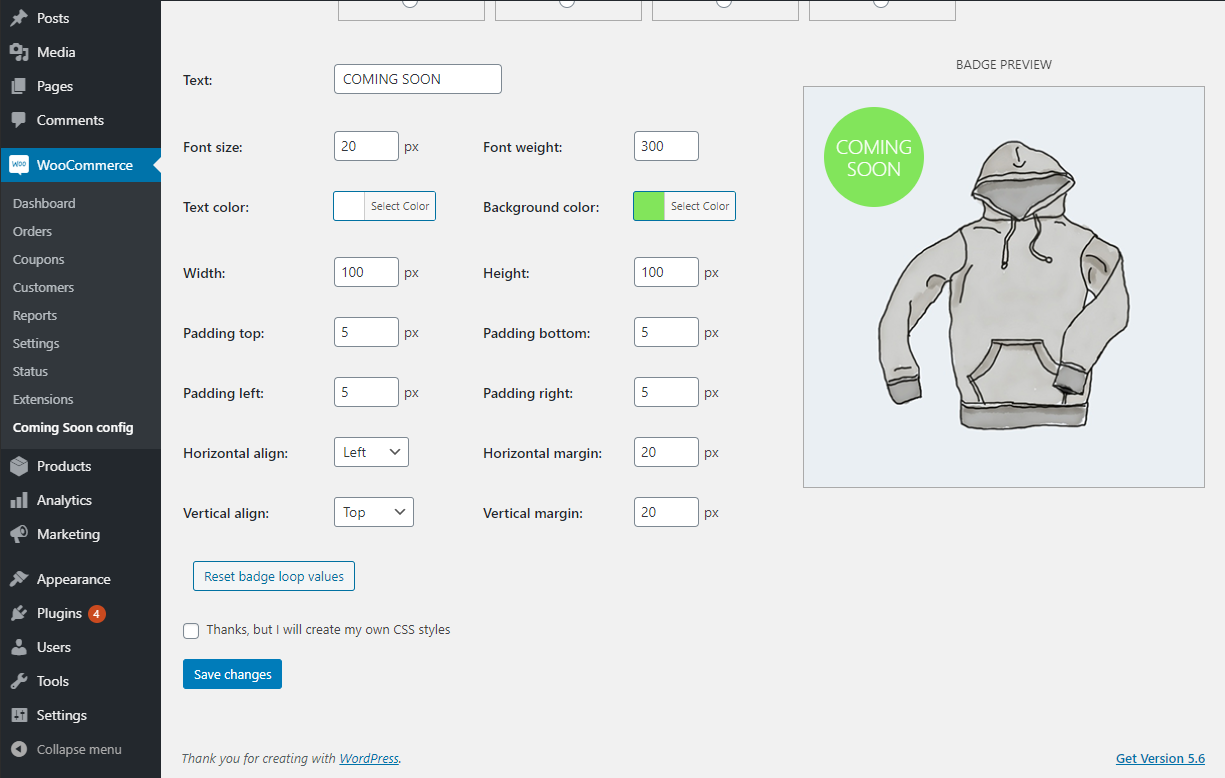 Posts
Media
Pages
Comments
WOO WooCommerce
Dashboard
Orders
Coupons
Customers
Reports
Settings
Status
Extensions
Coming Soon config
Products
Analytics
Marketing
Appearance
Plugins 4
Users
Tools
Settings
Collapse menu
Text: COMING SOON
Font size: 20 px Font weight: 300
Text color: Select Color Background color: Select Color
Width: 100 px Height: 100 px
Padding top: 5 px Padding bottom: 5 px
Padding left: 5 px Padding right: 5 px
Horizontal align: Left Horizontal margin: 20 px
Vertical align: Top Vertical margin: 20 px
Reset badge loop values
Thanks, but I will create my own CSS styles
Save changes
BADGE PREVIEW
COMING
SOON
Thank you for creating with WordPress.
Get Version 5.6